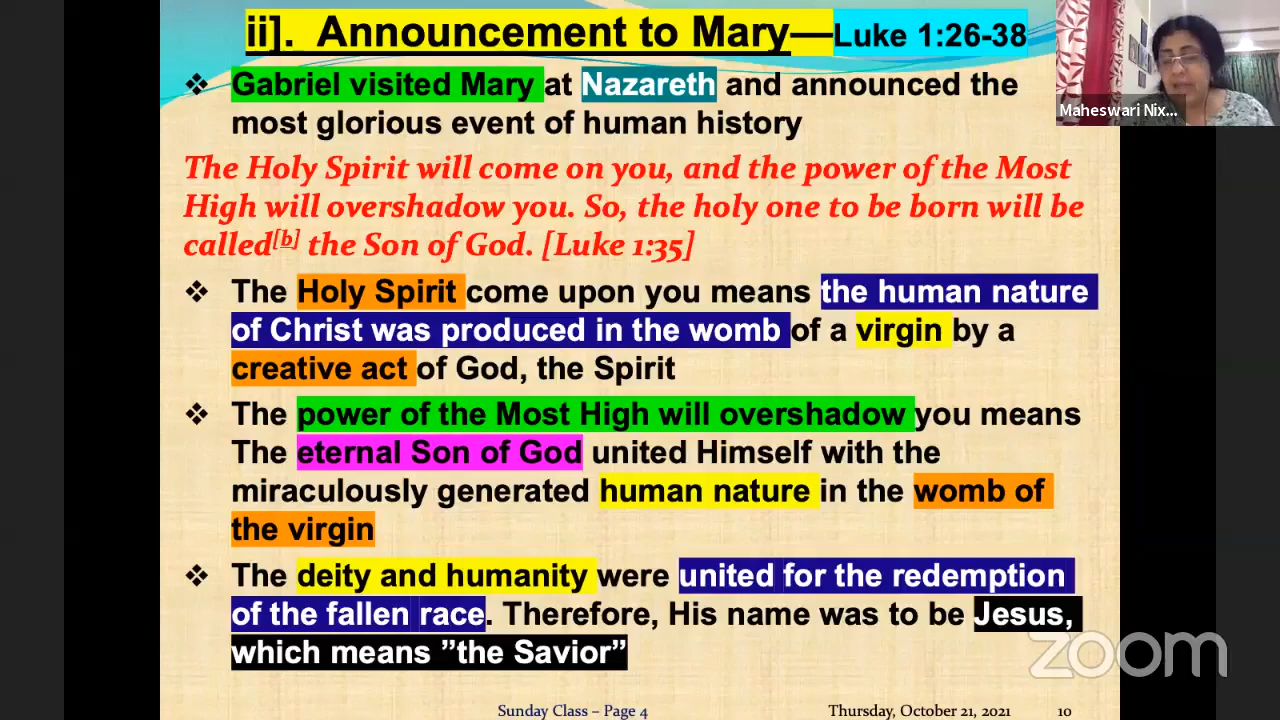 ii]. Announcement to Mary—Luke 1:26-38
❖ Gabriel visited Mary at Nazareth and announced the
most glorious event of human history
The Holy Spirit will come on you, and the power of the Most
High will overshadow you. So, the holy one to be born will be
called[b] the Son of God. [Luke 1:35]
❖ The Holy Spirit come upon you means the human nature
of Christ was produced in the womb of a virgin by a
creative act of God, the Spirit
❖ The power of the Most High will overshadow you means
The eternal Son of God united Himself with the
miraculously generated human nature in the womb of
the virgin
❖ The deity and humanity were united for the redemption
of the fallen race. Therefore, His name was to be Jesus,
which means ”the Savior”
Sunday Class – Page 4 Thursday, October 21, 2021 10
Maheswari Nix...
zoom